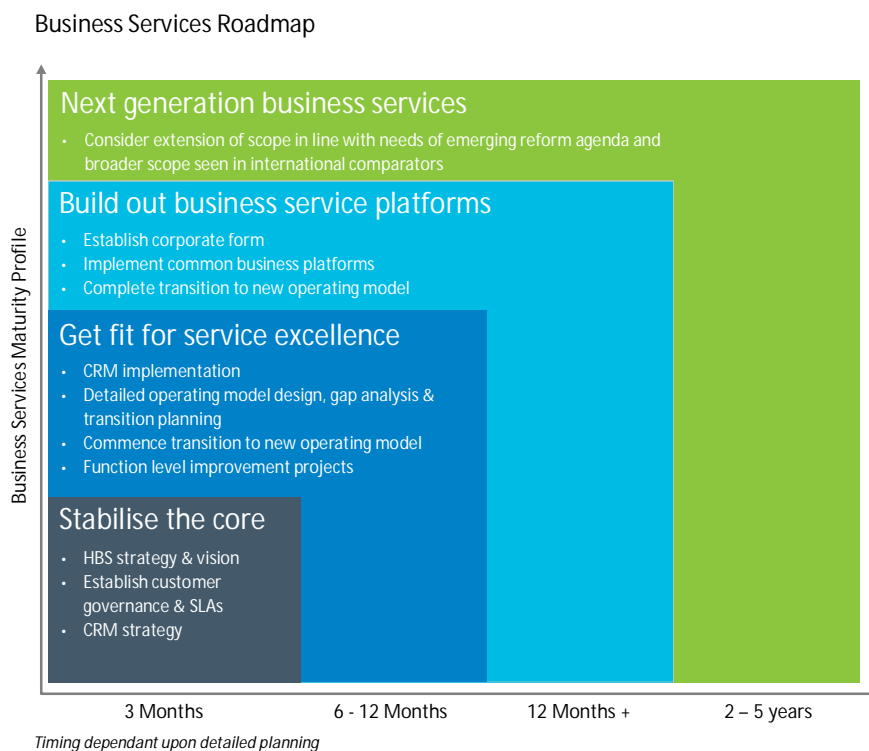 Business Services Roadmap
Next generation business services
• Consider extension of scope in line with needs of emerging reform agenda and
broader scope seen in international comparators
Build out business service platforms
• Establish corporate form
• Implement common business platforms
• Complete transition to new operating model
Get fit for service excellence
• CRM implementation
• Detailed operating model design, gap analysis &
transition planning
• Commence transition to new operating model
• Function level improvement projects
Stabilise the core
• HBS strategy & vision
• Establish customer
governance & SLAs
• CRM strategy
Business Services Maturity Profile
3 Months
6 - 12 Months
12 Months +
2 – 5 years
Timing dependant upon detailed planning